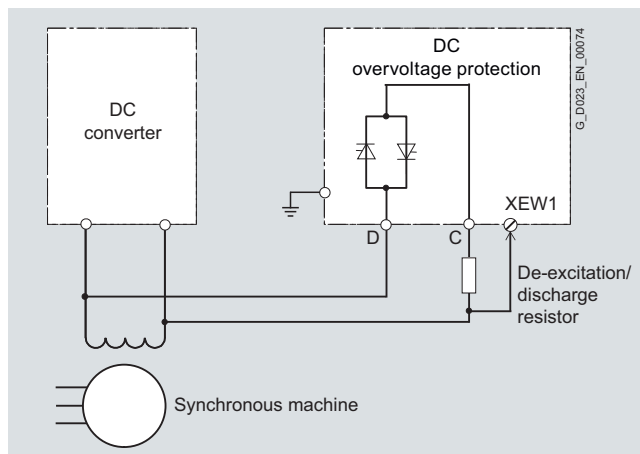 DC
converter
DC
overvoltage protection
G_D023_EN_00074
D
C
XEW1
De-excitation/
discharge
resistor
Synchronous machine